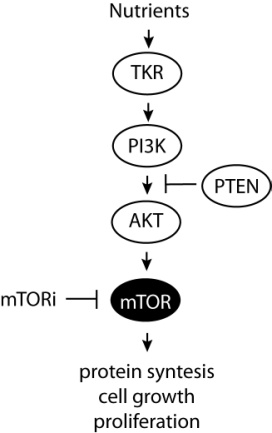 Nutrients
TKR
PI3K
PTEN
AKT
mTORi
mTOR
protein syntesis
cell growth
proliferation